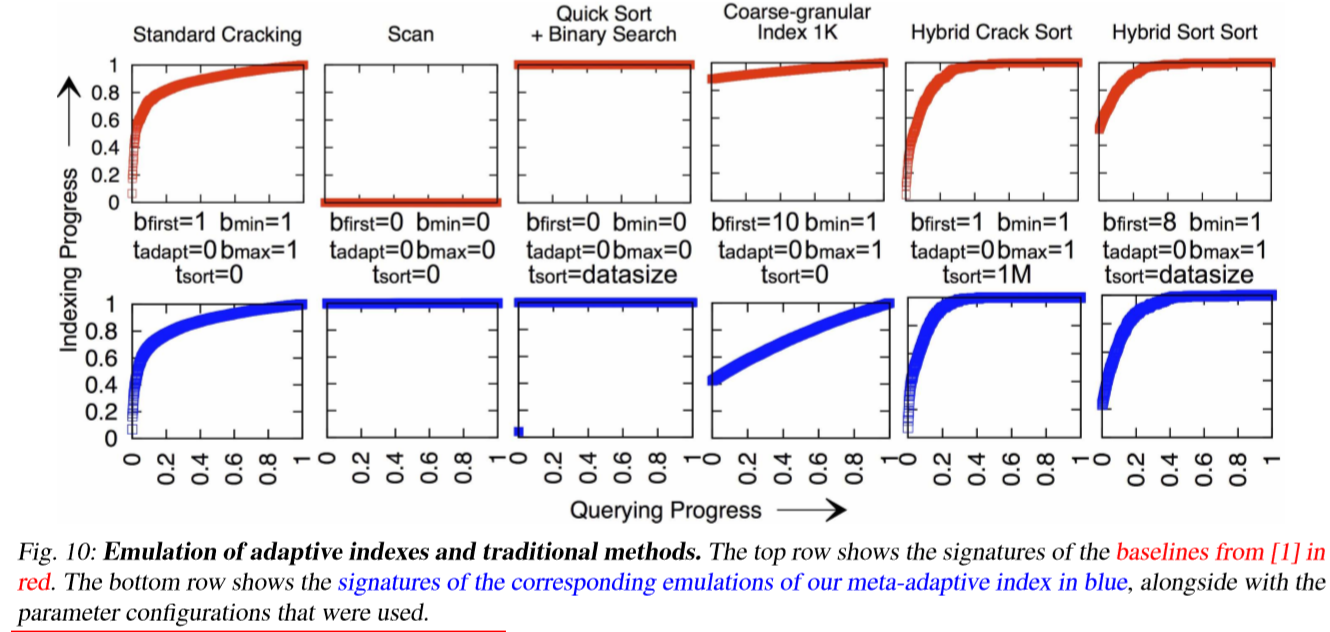 Standard Cracking
Scan
Quick Sort
+ Binary Search
Coarse-granular
Index 1K
Hybrid Crack Sort
Hybrid Sort Sort
Indexing Progress
1
0.8
0.6
0.4
0.2
0
bfirst=1 bmin=1
tadapt=0 bmax=1
tsort=0
bfirst=0 bmin=0
tadapt=0 bmax=0
tsort=0
bfirst=0 bmin=0
tadapt=0 bmax=0
tsort=datasize
bfirst=10 bmin=1
tadapt=0 bmax=1
tsort=0
bfirst=1 bmin=1
tadapt=0 bmax=1
tsort=1M
bfirst=8 bmin=1
tadapt=0 bmax=1
tsort=datasize
1
0.8
0.6
0.4
0.2
0
0 0.2 0.4 0.6 0.8 1
0 0.2 0.4 0.6 0.8 1
0 0.2 0.4 0.6 0.8 1
0 0.2 0.4 0.6 0.8 1
0 0.2 0.4 0.6 0.8 1
0 0.2 0.4 0.6 0.8 1
Querying Progress
Fig. 10: Emulation of adaptive indexes and traditional methods. The top row shows the signatures of the baselines from [1] in
red. The bottom row shows the signatures of the corresponding emulations of our meta-adaptive index in blue, alongside with the
parameter configurations that were used.